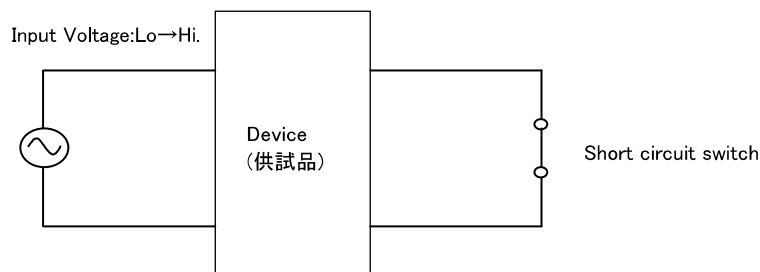 Input Voltage:Lo→Hi.
Device
(供試品)
Short circuit switch